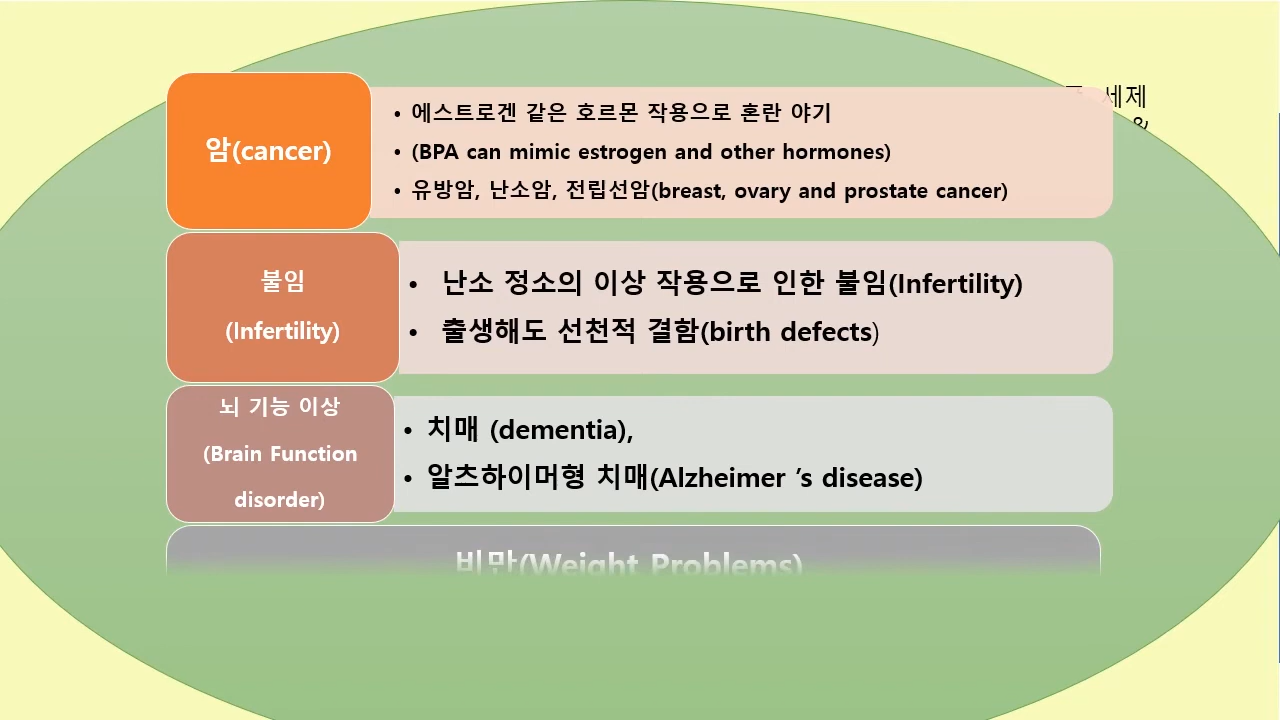 세제
&
암(cancer)
• 에스트로겐 같은 호르몬 작용으로 혼란 야기
• (BPA can mimic estrogen and other hormones)
• 유방암, 난소암, 전립선암(breast, ovary and prostate cancer)
불임
(Infertility)
• 난소 정소의 이상 작용으로 인한 불임(Infertility)
• 출생해도 선천적 결함(birth defects)
뇌 기능 이상
(Brain Function
disorder)
• 치매 (dementia),
• 알츠하이머형 치매(Alzheimer ’s disease)
비만(Weight Problems)